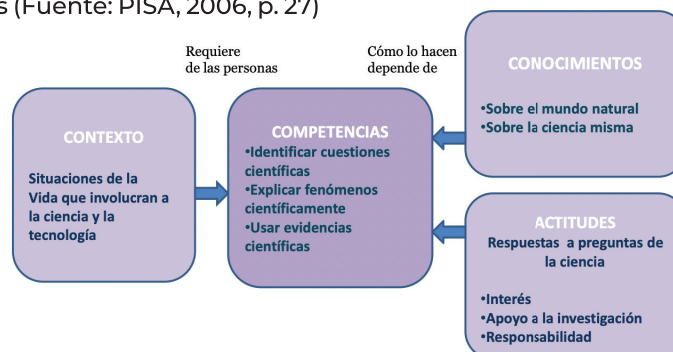 s (Fuente: PISA, 2006, p. 27)
Requiere
de las personas
Cómo lo hacen
depende de
CONTEXTO
Situaciones de la
Vida que involucran a
la ciencia y la
tecnología
COMPETENCIAS
•Identificar cuestiones
científicas
•Explicar fenómenos
científicamente
•Usar evidencias
científicas
CONOCIMIENTOS
•Sobre el mundo natural
•Sobre la ciencia misma
ACTITUDES
Respuestas a preguntas de
la ciencia
•Interés
•Apoyo a la investigación
•Responsabilidad